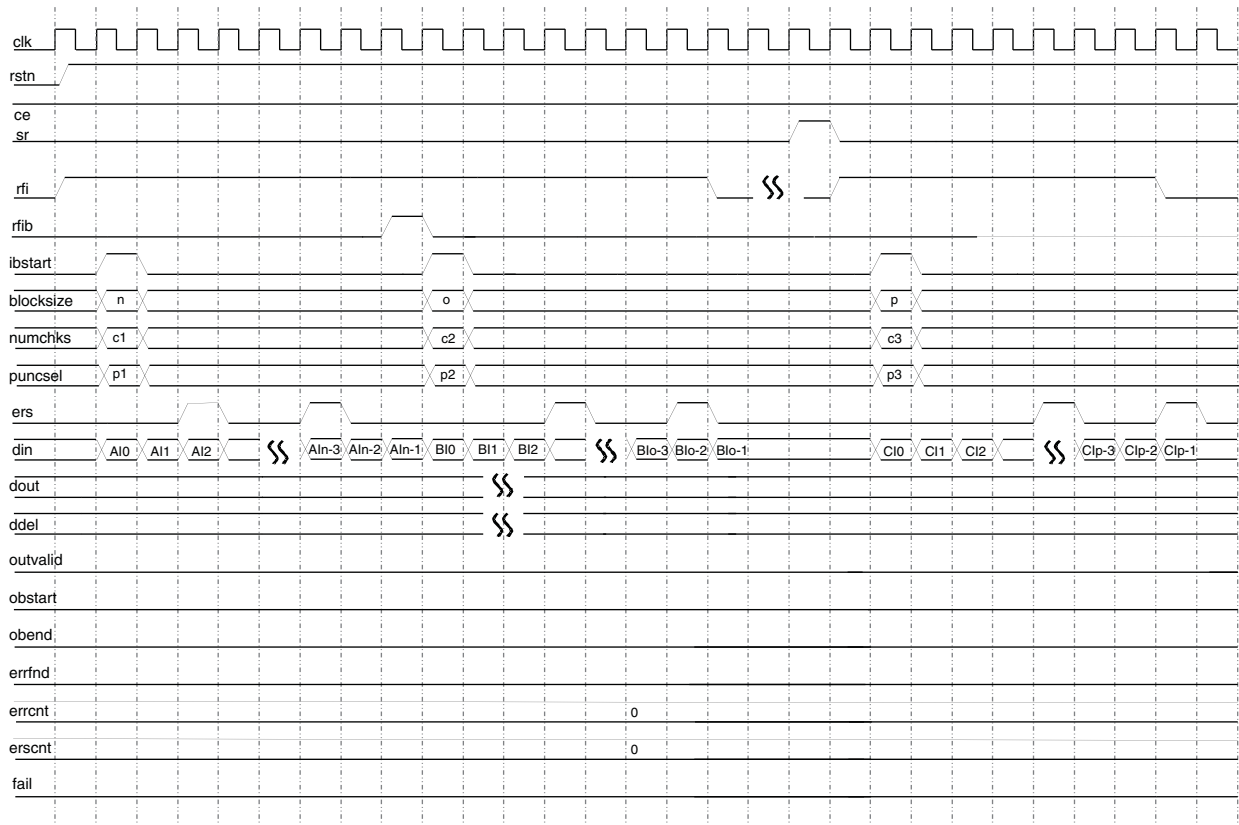 clk
rstn
ce
sr
rfi
rfib
ibstart
blocksize n o p
numchks c1 c2 c3
puncsel p1 p2 p3
ers
din AI0 AI1 AI2 AIn-3 AIn-2 AIn-1 BI0 BI1 BI2 BIo-3 BIo-2 BIo-1 CI0 CI1 CI2 CIp-3 CIp-2 CIp-1
dout
ddel
outvalid
obstart
obend
errfnd
errcnt 0
erscnt 0
fail